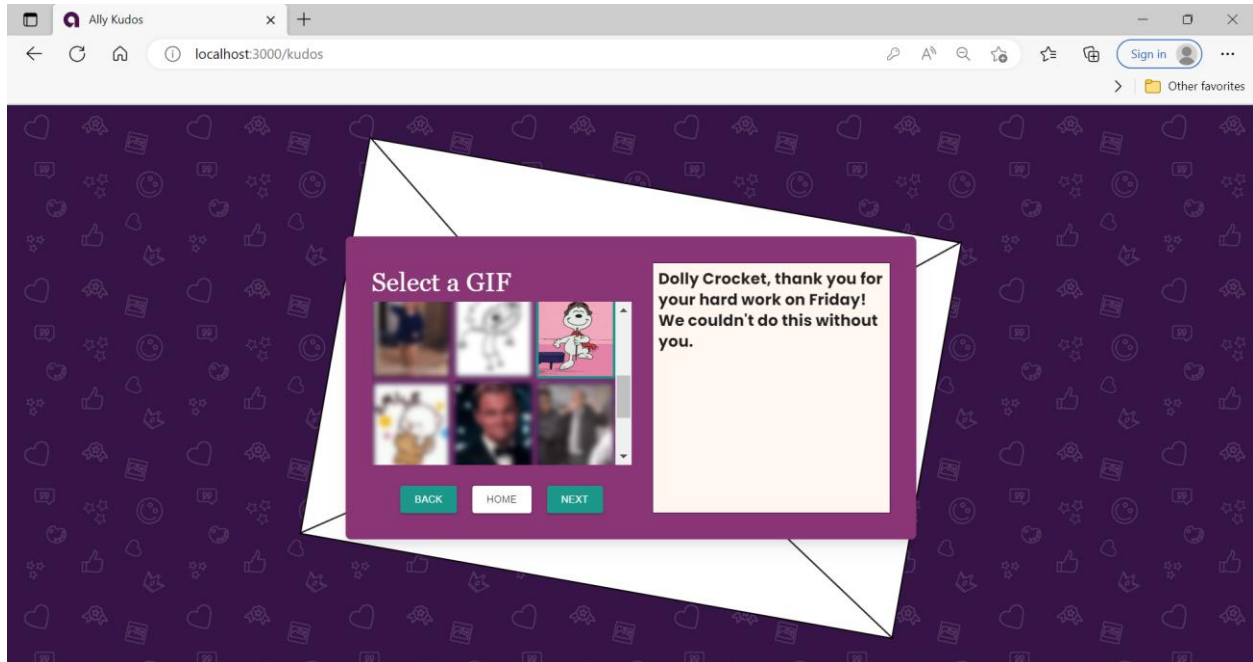 Ally Kudos
localhost:3000/kudos
Sign in
Other favorites
Select a GIF
Dolly Crocket, thank you for
your hard work on Friday!
We couldn't do this without
you.
BACK
HOME
NEXT